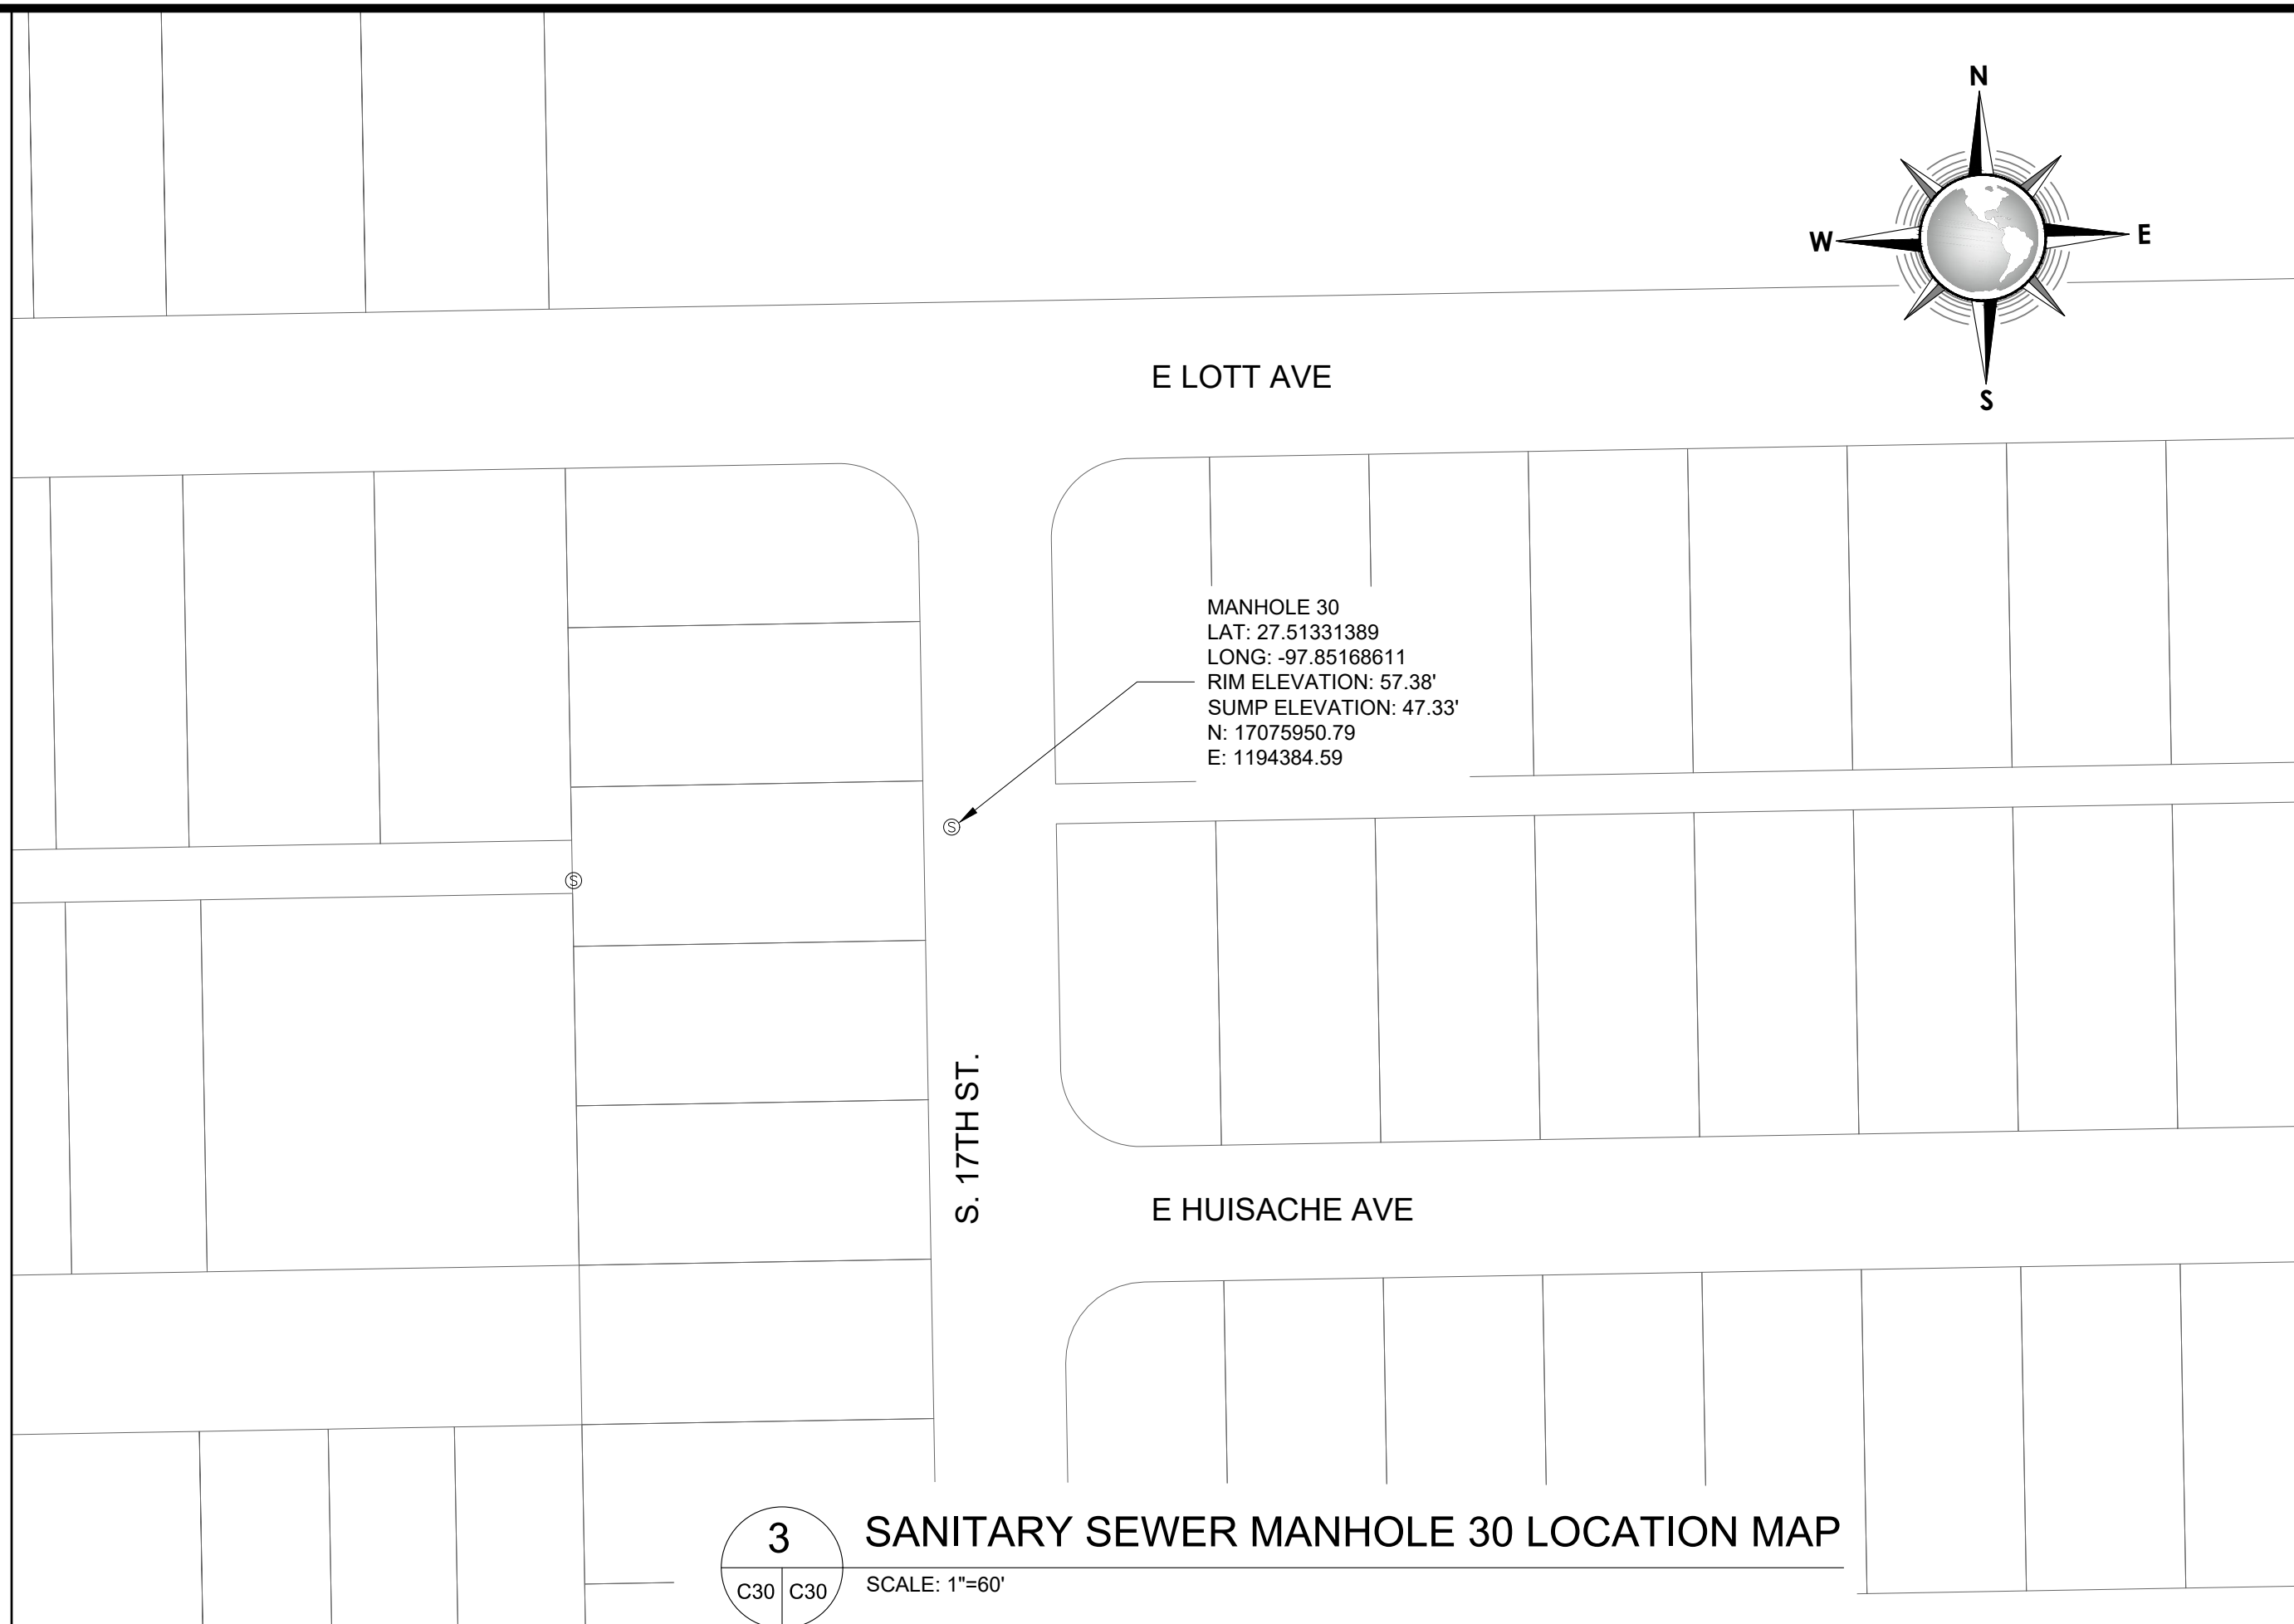 N
W
E
S
E LOTT AVE
MANHOLE 30
LAT: 27.51331389
LONG: -97.85168611
RIM ELEVATION: 57.38'
SUMP ELEVATION: 47.33'
N: 17075950.79
E: 1194384.59
S
S
S. 17TH ST.
E HUISACHE AVE
3
C30 C30
SANITARY SEWER MANHOLE 30 LOCATION MAP
SCALE: 1"=60'